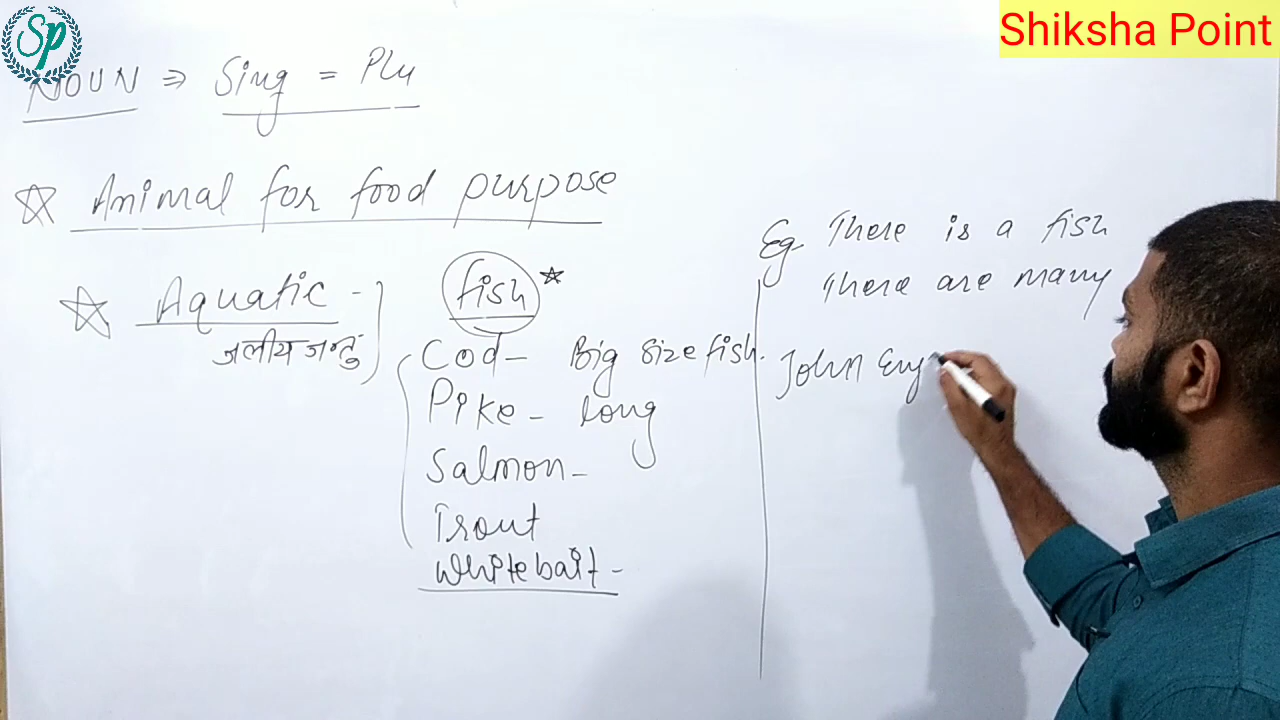 Sp
Shiksha Point
NOUN ⇒ Sing = Plu
☆ Animal for food purpose
☆ Aquatic -
जलीय जन्तु
fish ☆
Cod - Big size fish.
Pike - long
Salmon -
Trout
Whitebait -
Eg. There is a fish
There are many
John Enj